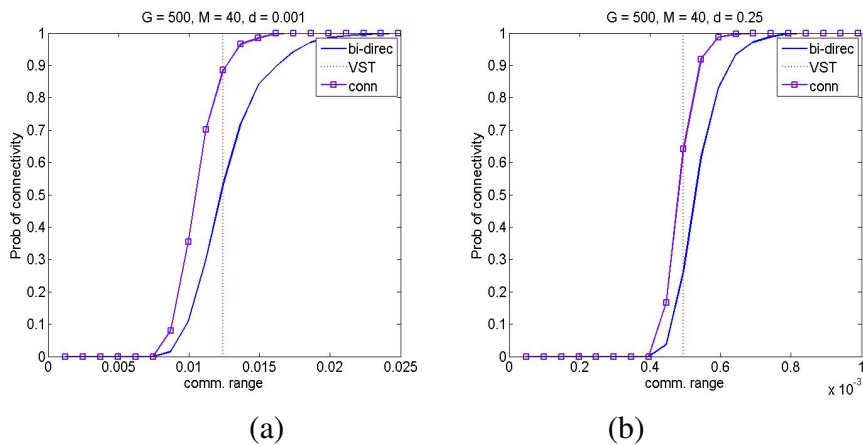 G = 500, M = 40, d = 0.001
Prob of connectivity
1
0.9
0.8
0.7
0.6
0.5
0.4
0.3
0.2
0.1
0
bi-direc
VST
conn
0 0.005 0.01 0.015 0.02 0.025
comm. range
(a)
G = 500, M = 40, d = 0.25
Prob of connectivity
1
0.9
0.8
0.7
0.6
0.5
0.4
0.3
0.2
0.1
0
bi-direc
VST
conn
0 0.2 0.4 0.6 0.8 1
comm. range
x 10⁻³
(b)